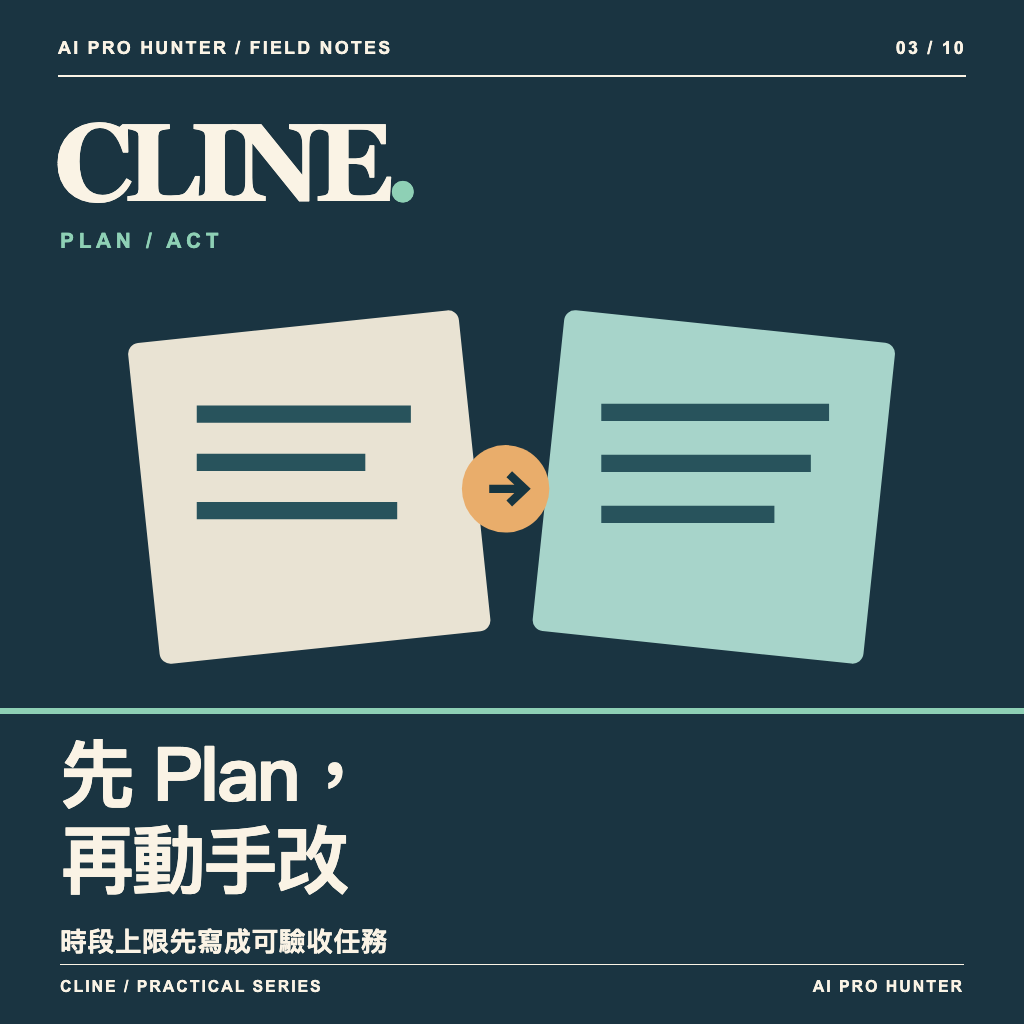 AI PRO HUNTER / FIELD NOTES
03 / 10
CLINE.
PLAN / ACT
先 Plan，
再動手改
時段上限先寫成可驗收任務
CLINE / PRACTICAL SERIES
AI PRO HUNTER